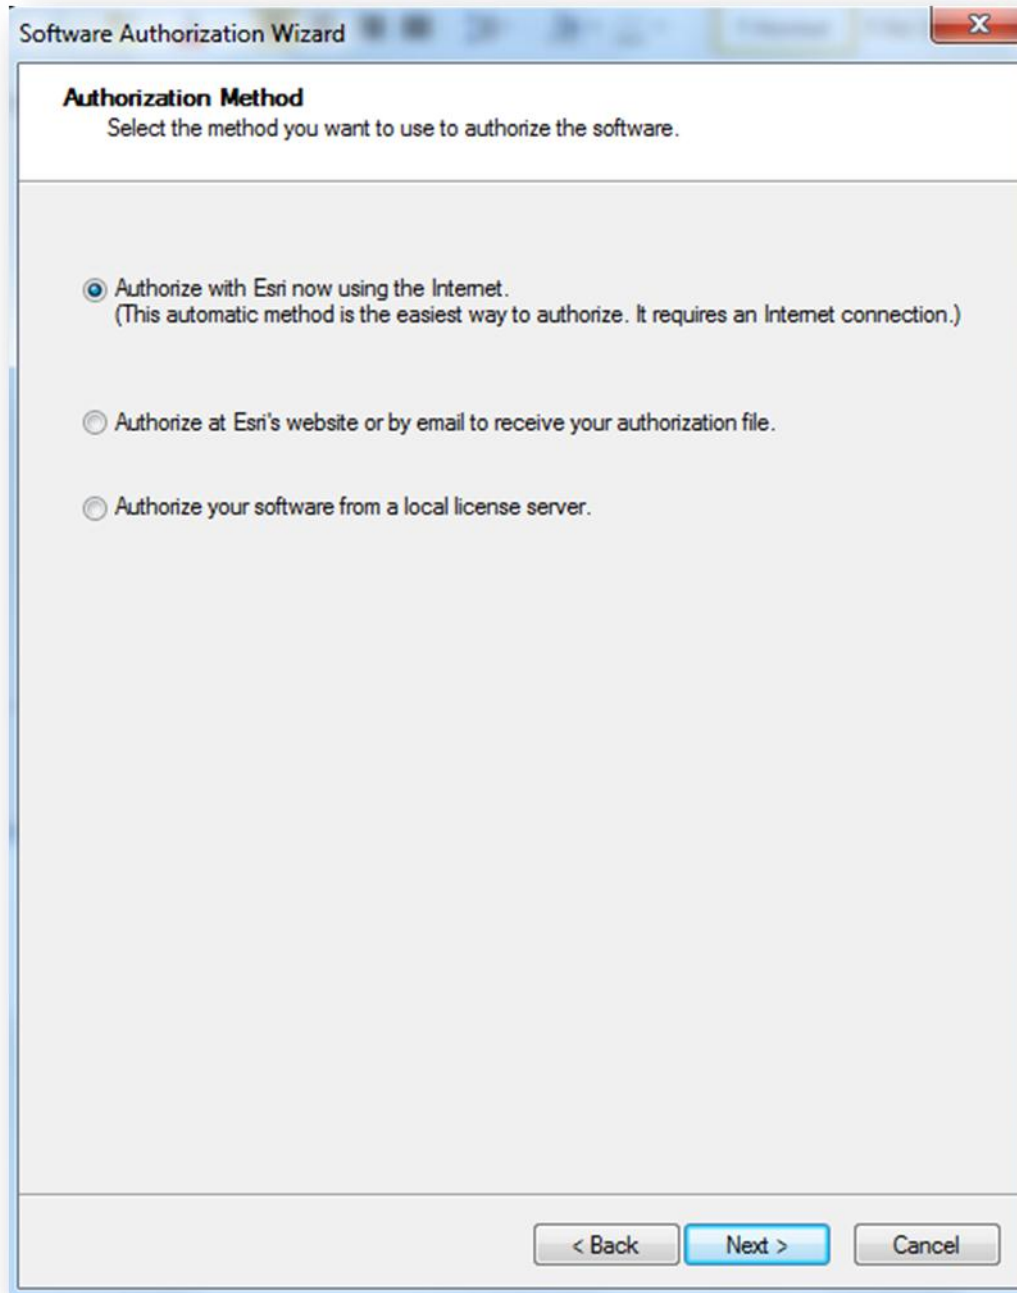 Software Authorization Wizard
Authorization Method
Select the method you want to use to authorize the software.
Authorize with Esri now using the Internet.
(This automatic method is the easiest way to authorize. It requires an Internet connection.)
Authorize at Esri's website or by email to receive your authorization file.
Authorize your software from a local license server.
< Back Next > Cancel